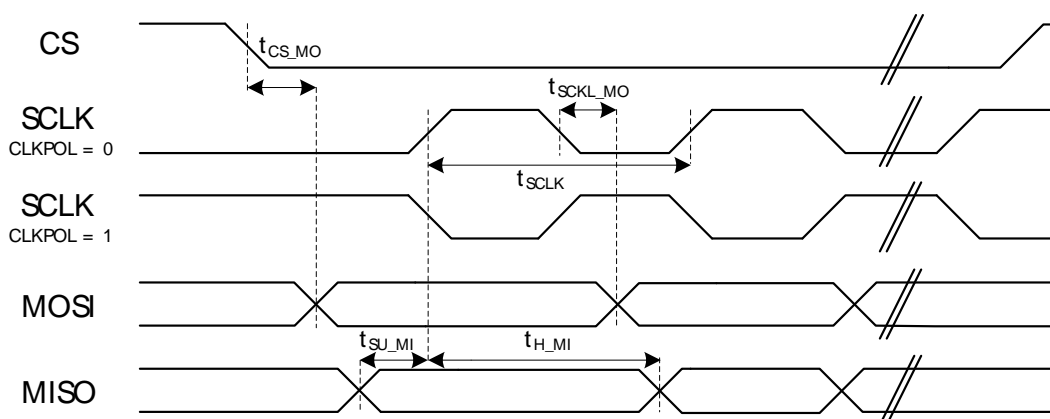 CS
tCS_MO
tSCKL_MO
SCLK
CLKPOL = 0
tSCLK
SCLK
CLKPOL = 1
MOSI
tSU_MI
tH_MI
MISO